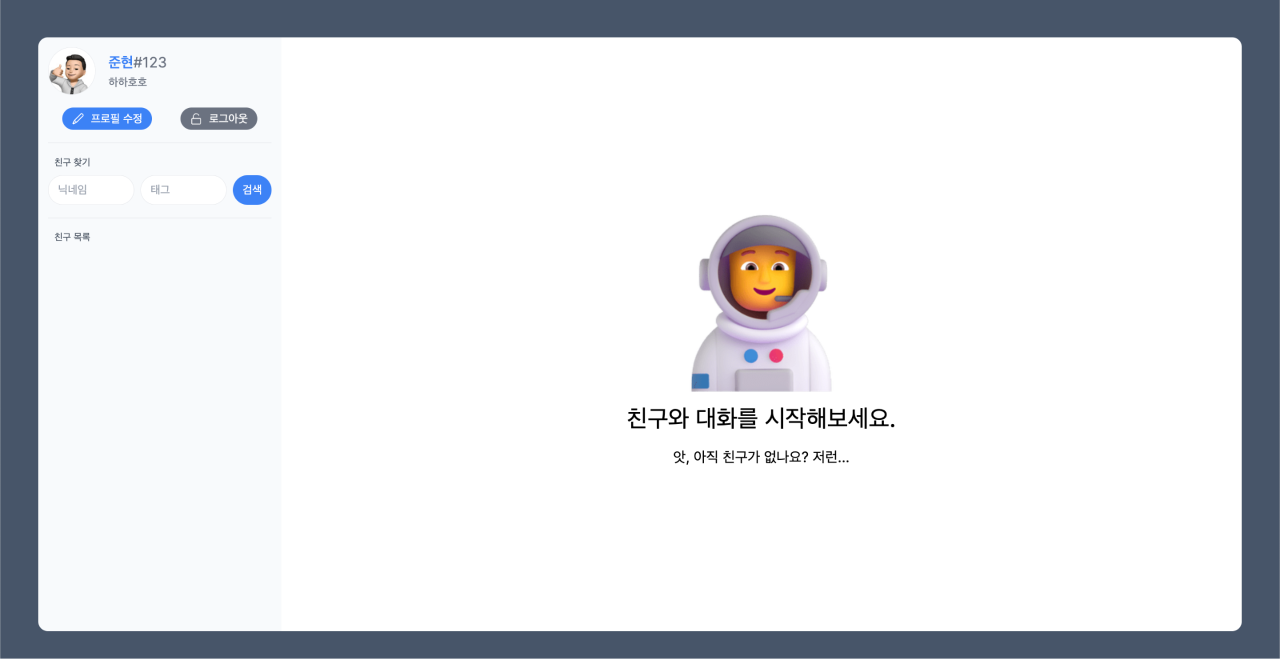 준현#123
하하호호
프로필 수정 로그아웃
친구 찾기
닉네임 태그 검색
친구 목록
친구와 대화를 시작해보세요.
앗, 아직 친구가 없나요? 저런...